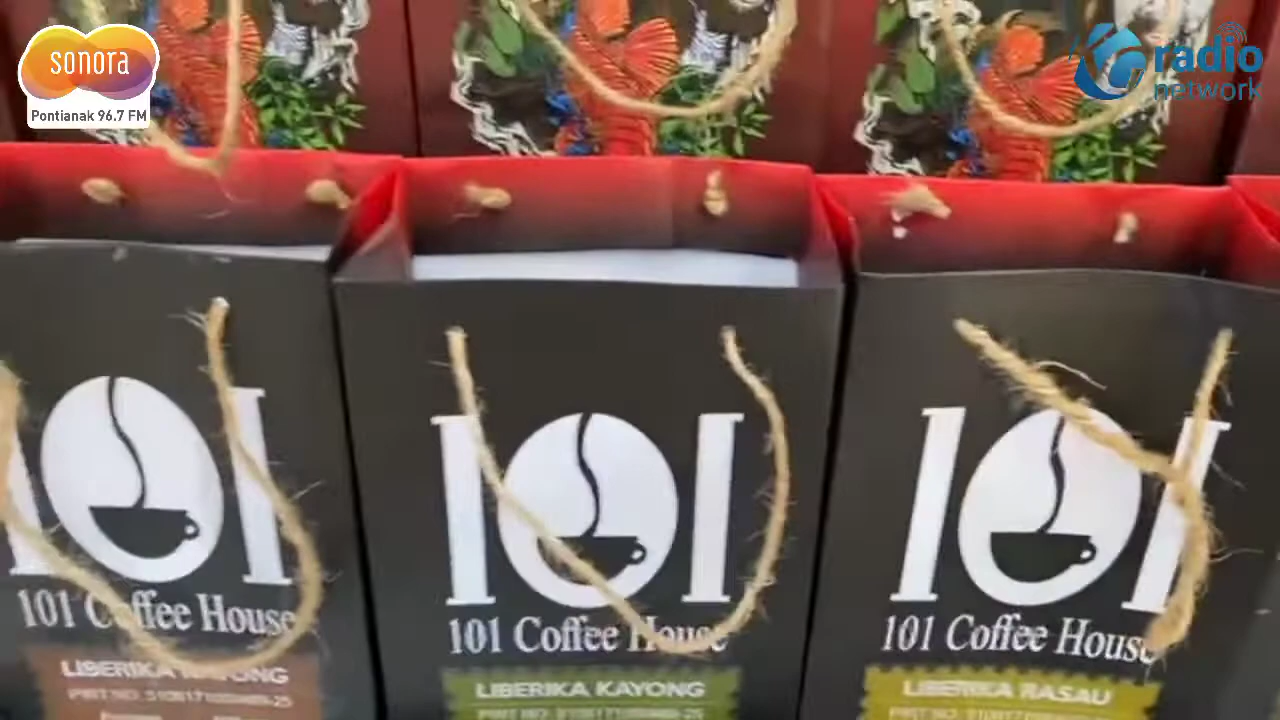 sonora
Pontianak 96.7 FM
radio
network
101
101 Coffee House
LIBERIKA
101
101 Coffee House
LIBERIKA KAYONG
101
101 Coffee House
LIBERIKA RASAU